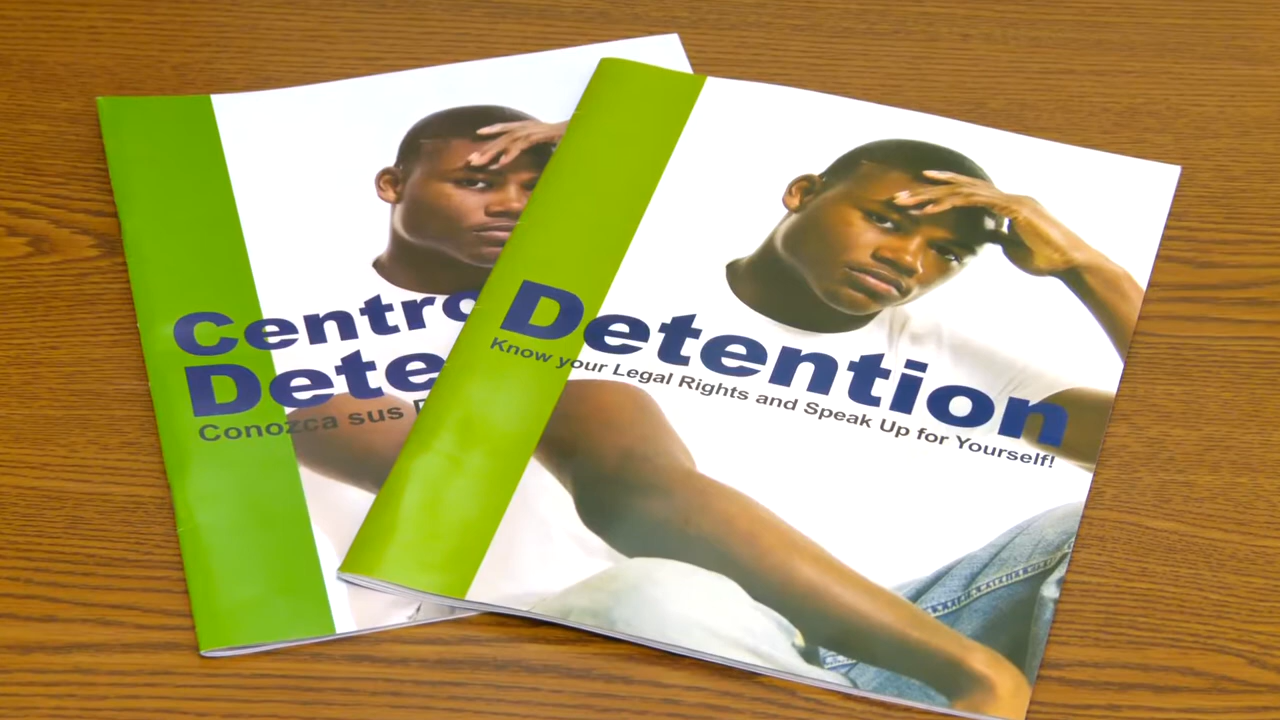 Centro
Dete
Conozca sus
Detention
Know your Legal Rights and Speak Up for Yourself!